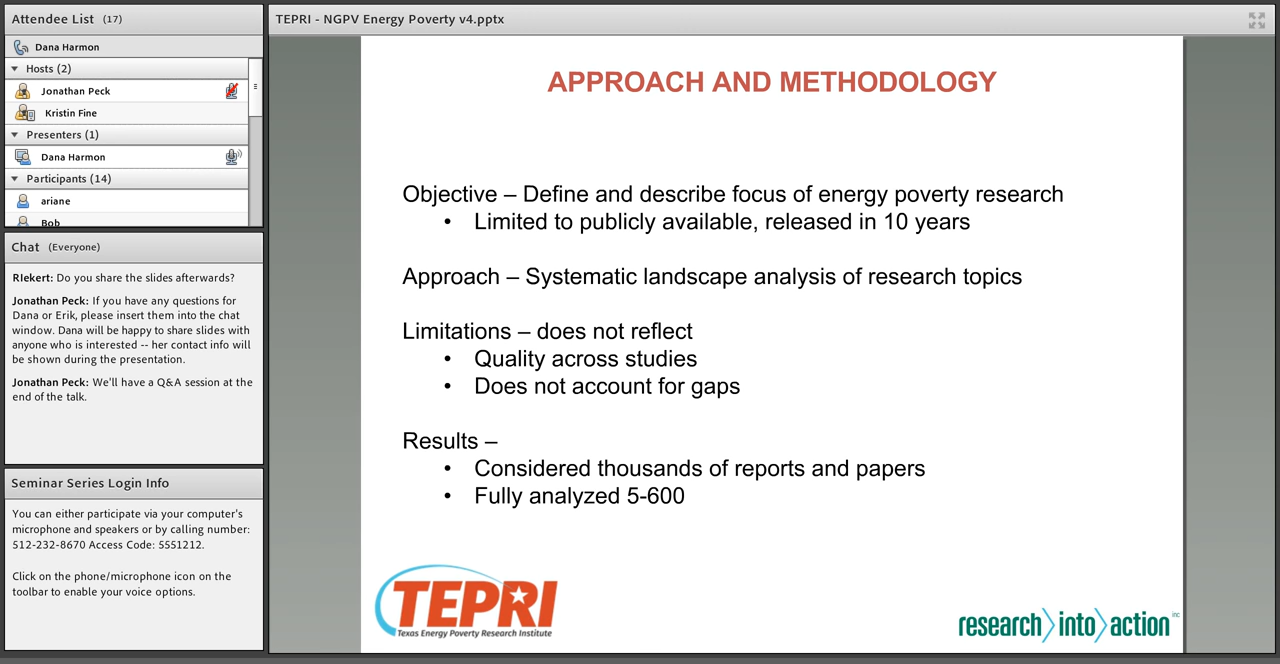 Attendee List (17)
Dana Harmon
Hosts (2)
Jonathan Peck
Kristin Fine
Presenters (1)
Dana Harmon
Participants (14)
ariane
Bob
Chat (Everyone)
RIekert: Do you share the slides afterwards?
Jonathan Peck: If you have any questions for
Dana or Erik, please insert them into the chat
window. Dana will be happy to share slides with
anyone who is interested -- her contact info will
be shown during the presentation.
Jonathan Peck: We'll have a Q&A session at the
end of the talk.
Seminar Series Login Info
You can either participate via your computer's
microphone and speakers or by calling number:
512-232-8670 Access Code: 5551212.
Click on the phone/microphone icon on the
toolbar to enable your voice options.
TEPRI - NGPV Energy Poverty v4.pptx
APPROACH AND METHODOLOGY
Objective – Define and describe focus of energy poverty research
• Limited to publicly available, released in 10 years
Approach – Systematic landscape analysis of research topics
Limitations – does not reflect
• Quality across studies
• Does not account for gaps
Results –
• Considered thousands of reports and papers
• Fully analyzed 5-600
TEPRI
Texas Energy Poverty Research Institute
research into action inc